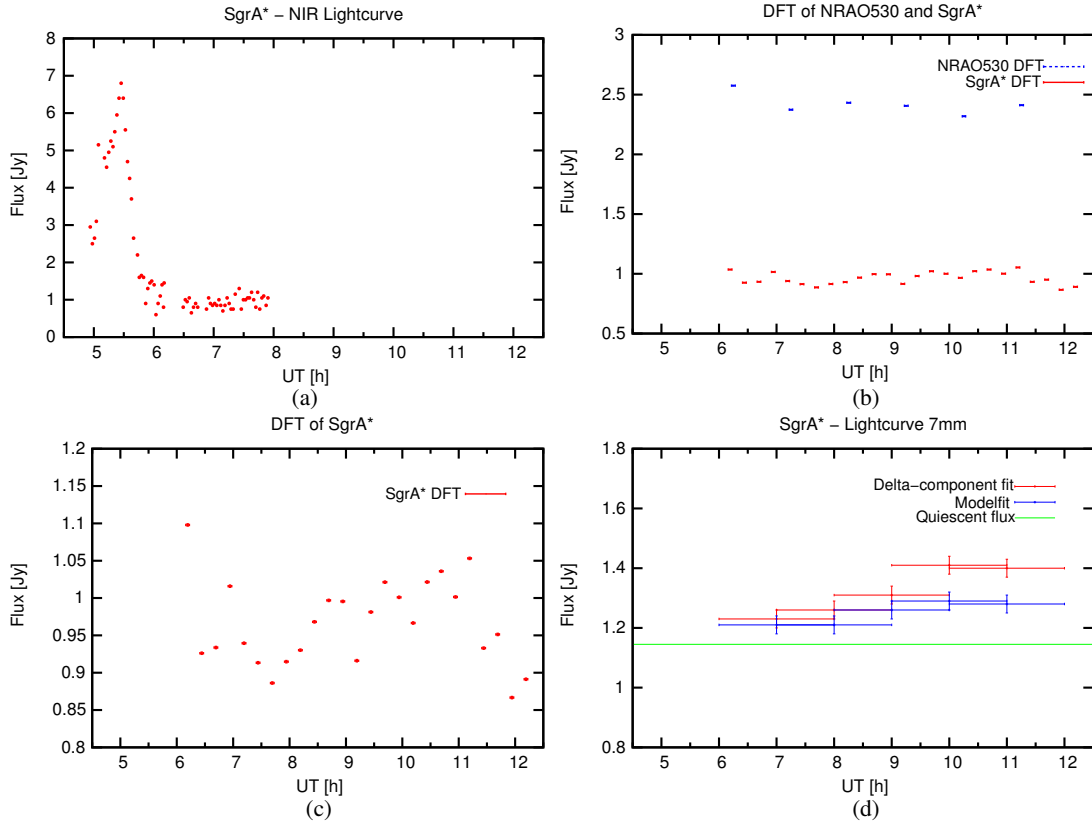 SgrA* – NIR Lightcurve
8
7
6
5
4
3
2
1
0
Flux [Jy]
5 6 7 8 9 10 11 12
UT [h]
(a)
DFT of NRAO530 and SgrA*
3
2.5
2
1.5
1
0.5
Flux [Jy]
NRAO530 DFT
SgrA* DFT
5 6 7 8 9 10 11 12
UT [h]
(b)
DFT of SgrA*
1.2
1.15
1.1
1.05
1
0.95
0.9
0.85
0.8
Flux [Jy]
SgrA* DFT
5 6 7 8 9 10 11 12
UT [h]
(c)
SgrA* – Lightcurve 7mm
1.8
1.6
1.4
1.2
1
0.8
Flux [Jy]
Delta–component fit
Modelfit
Quiescent flux
5 6 7 8 9 10 11 12
UT [h]
(d)